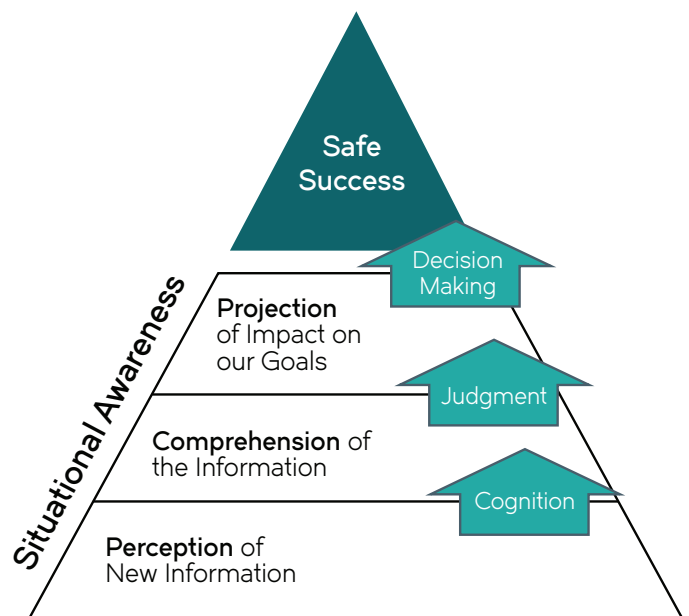 Safe
Success
Decision
Making
Situational Awareness
Projection
of Impact on
our Goals
Judgment
Comprehension of
the Information
Cognition
Perception of
New Information